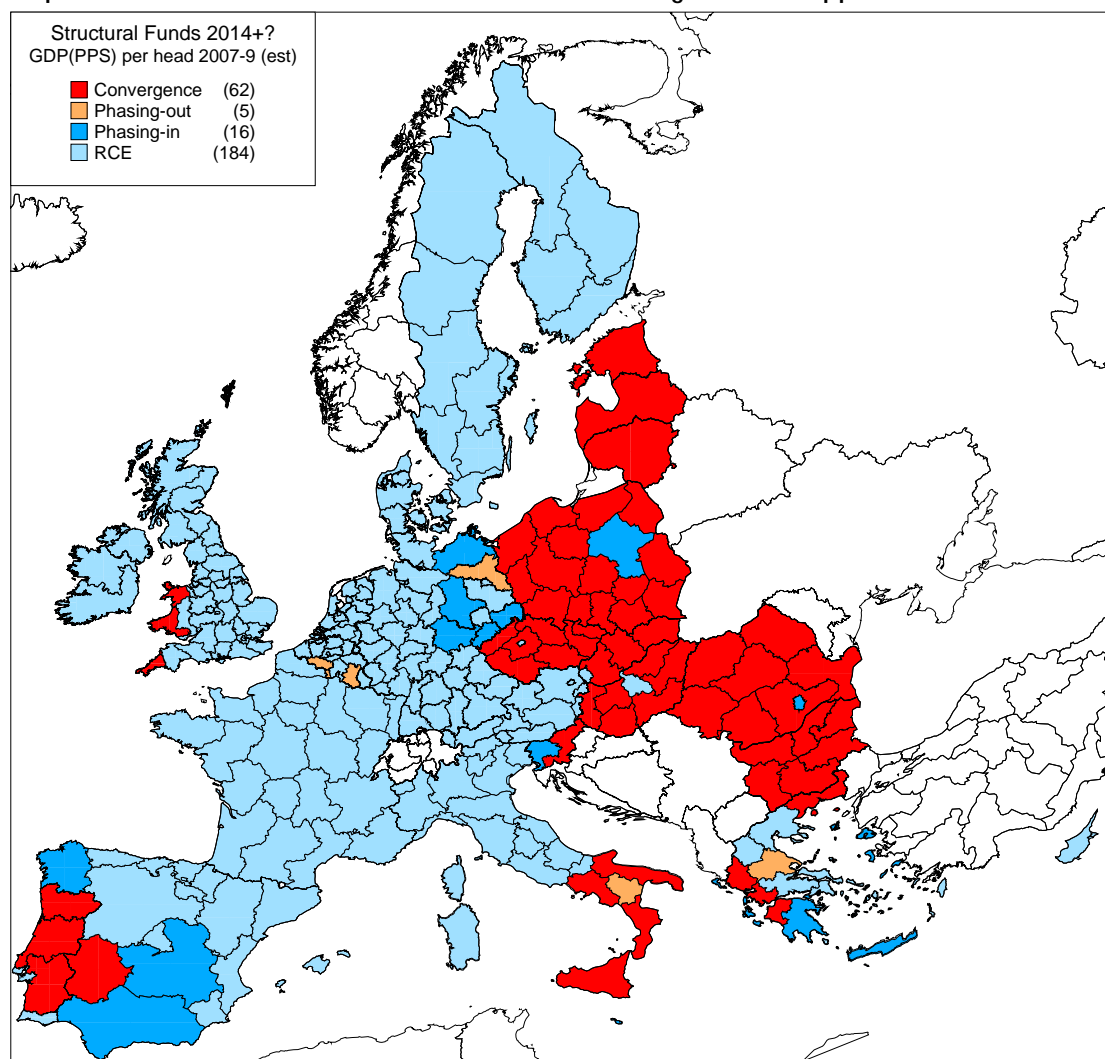 Structural Funds 2014+?
GDP(PPS) per head 2007-9 (est)
Convergence (62)
Phasing-out (5)
Phasing-in (16)
RCE (184)